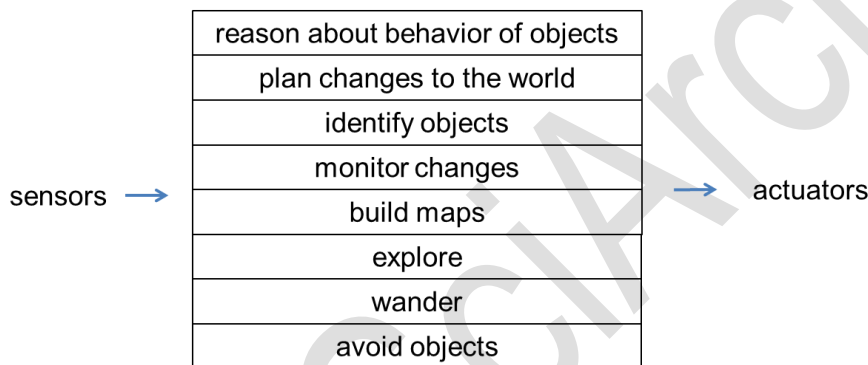 reason about behavior of objects
plan changes to the world
identify objects
monitor changes
sensors
actuators
build maps
explore
wander
avoid objects